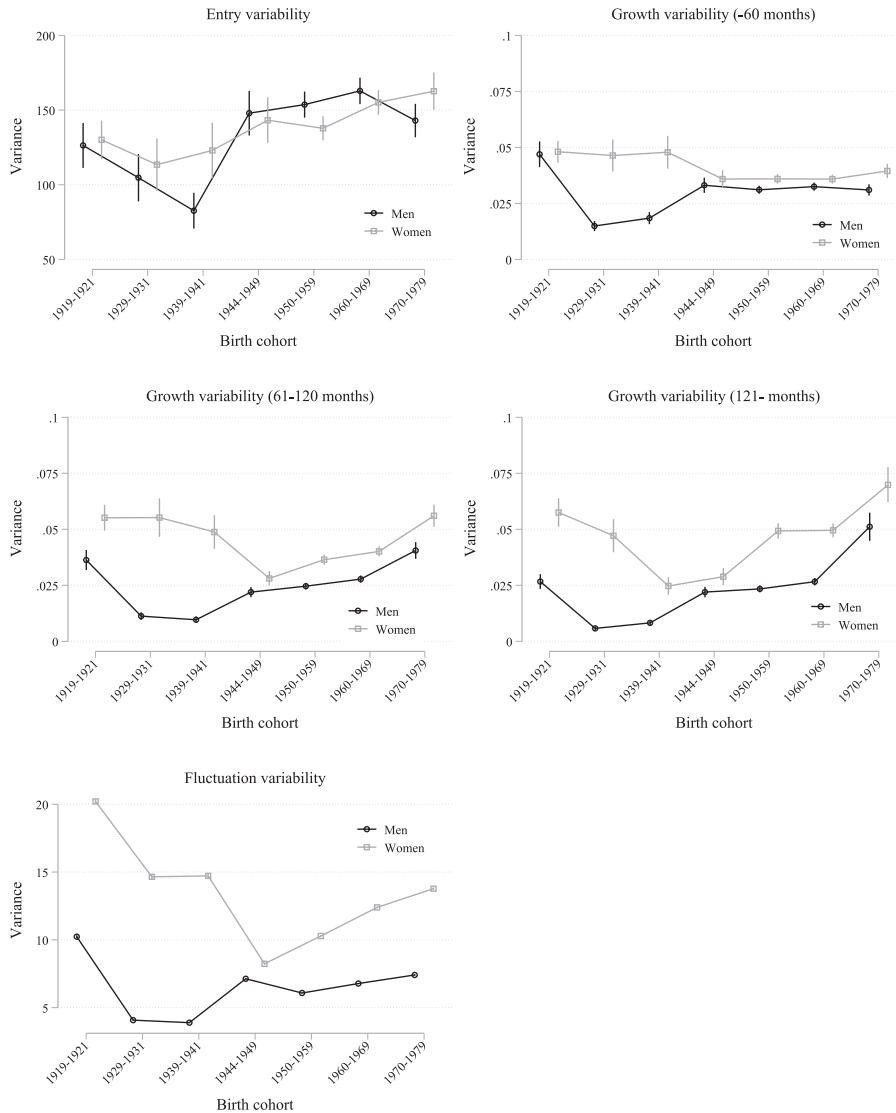 Entry variability
200
150
100
50
Variance
Men
Women
1919-1921
1929-1931
1939-1941
1944-1949
1950-1959
1960-1969
1970-1979
Birth cohort
Growth variability (-60 months)
.1
.075
.05
.025
0
Variance
Men
Women
1919-1921
1929-1931
1939-1941
1944-1949
1950-1959
1960-1969
1970-1979
Birth cohort
Growth variability (61-120 months)
.1
.075
.05
.025
0
Variance
Men
Women
1919-1921
1929-1931
1939-1941
1944-1949
1950-1959
1960-1969
1970-1979
Birth cohort
Growth variability (121- months)
.1
.075
.05
.025
0
Variance
Men
Women
1919-1921
1929-1931
1939-1941
1944-1949
1950-1959
1960-1969
1970-1979
Birth cohort
Fluctuation variability
20
15
10
5
Variance
Men
Women
1919-1921
1929-1931
1939-1941
1944-1949
1950-1959
1960-1969
1970-1979
Birth cohort